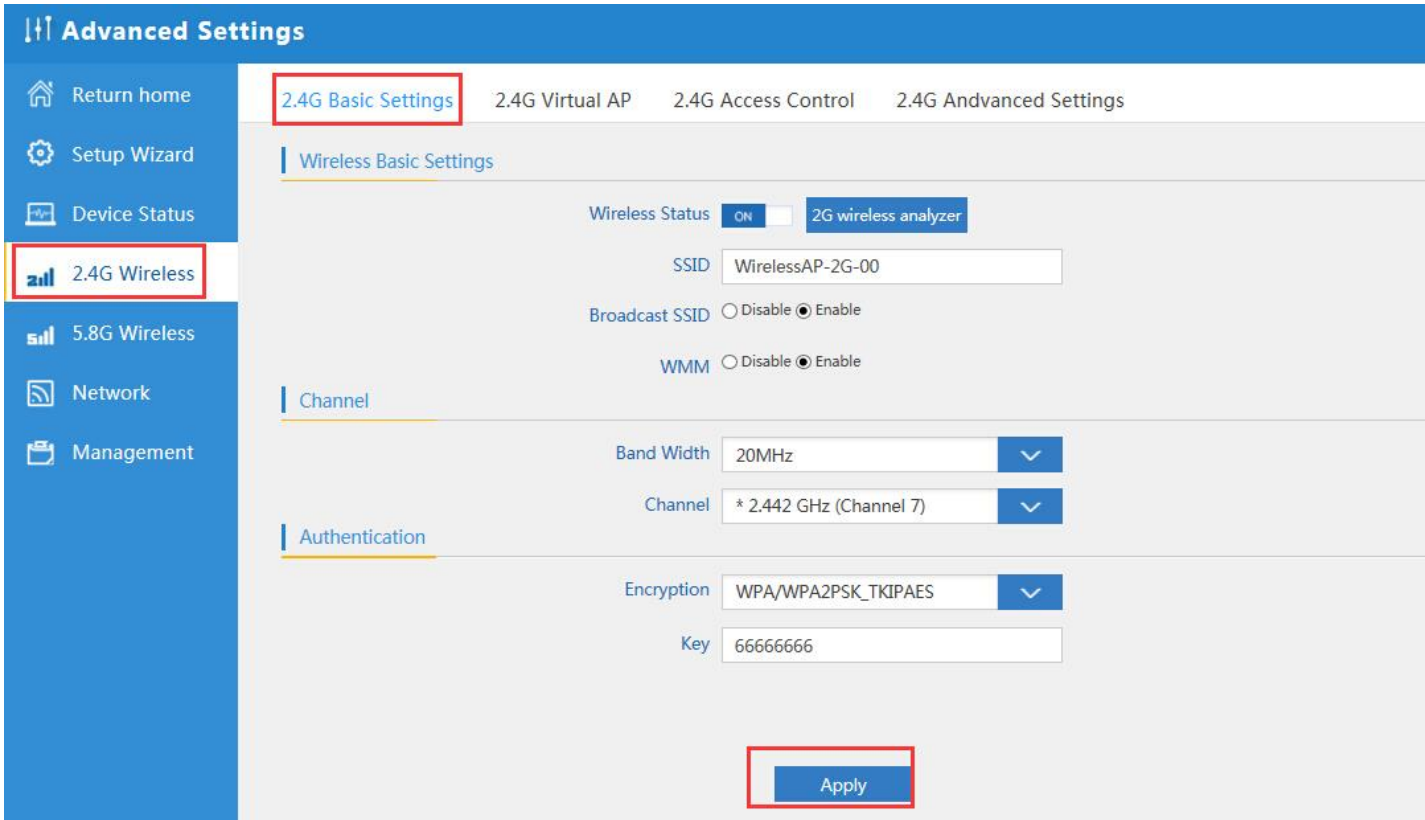 Advanced Settings
Return home
Setup Wizard
Device Status
2.4G Wireless
5.8G Wireless
Network
Management
2.4G Basic Settings 2.4G Virtual AP 2.4G Access Control 2.4G Andvanced Settings
Wireless Basic Settings
Wireless Status ON 2G wireless analyzer
SSID WirelessAP-2G-00
Broadcast SSID Disable Enable
WMM Disable Enable
Channel
Band Width 20MHz
Channel * 2.442 GHz (Channel 7)
Authentication
Encryption WPA/WPA2PSK_TKIPAES
Key 66666666
Apply